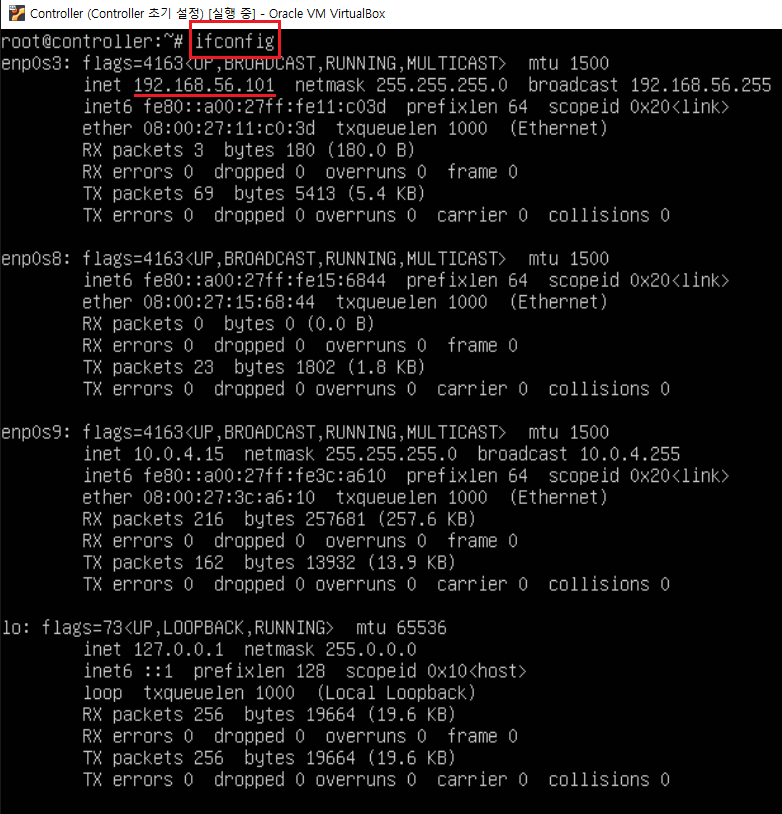 Controller (Controller 초기 설정) [실행 중] - Oracle VM VirtualBox
root@controller:~# ifconfig
enp0s3: flags=4163<UP,BROADCAST,RUNNING,MULTICAST>  mtu 1500
        inet 192.168.56.101  netmask 255.255.255.0  broadcast 192.168.56.255
        inet6 fe80::a00:27ff:fe11:c03d  prefixlen 64  scopeid 0x20<link>
        ether 08:00:27:11:c0:3d  txqueuelen 1000  (Ethernet)
        RX packets 3  bytes 180 (180.0 B)
        RX errors 0  dropped 0  overruns 0  frame 0
        TX packets 69  bytes 5413 (5.4 KB)
        TX errors 0  dropped 0 overruns 0  carrier 0  collisions 0

enp0s8: flags=4163<UP,BROADCAST,RUNNING,MULTICAST>  mtu 1500
        inet6 fe80::a00:27ff:fe15:6844  prefixlen 64  scopeid 0x20<link>
        ether 08:00:27:15:68:44  txqueuelen 1000  (Ethernet)
        RX packets 0  bytes 0 (0.0 B)
        RX errors 0  dropped 0  overruns 0  frame 0
        TX packets 23  bytes 1802 (1.8 KB)
        TX errors 0  dropped 0 overruns 0  carrier 0  collisions 0

enp0s9: flags=4163<UP,BROADCAST,RUNNING,MULTICAST>  mtu 1500
        inet 10.0.4.15  netmask 255.255.255.0  broadcast 10.0.4.255
        inet6 fe80::a00:27ff:fe3c:a610  prefixlen 64  scopeid 0x20<link>
        ether 08:00:27:3c:a6:10  txqueuelen 1000  (Ethernet)
        RX packets 216  bytes 257681 (257.6 KB)
        RX errors 0  dropped 0  overruns 0  frame 0
        TX packets 162  bytes 13932 (13.9 KB)
        TX errors 0  dropped 0 overruns 0  carrier 0  collisions 0

lo: flags=73<UP,LOOPBACK,RUNNING>  mtu 65536
        inet 127.0.0.1  netmask 255.0.0.0
        inet6 ::1  prefixlen 128  scopeid 0x10<host>
        loop  txqueuelen 1000  (Local Loopback)
        RX packets 256  bytes 19664 (19.6 KB)
        RX errors 0  dropped 0  overruns 0  frame 0
        TX packets 256  bytes 19664 (19.6 KB)
        TX errors 0  dropped 0 overruns 0  carrier 0  collisions 0